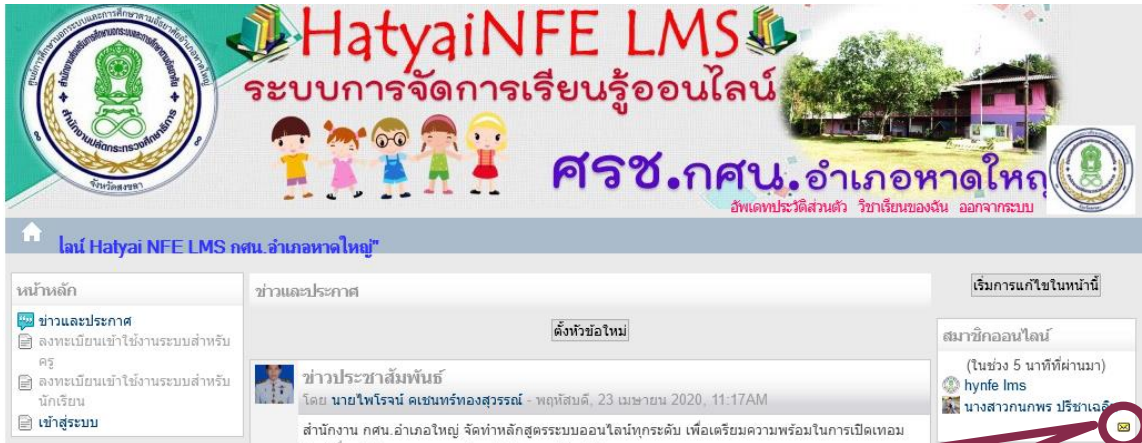 HatyaiNFE LMS
ระบบการจัดการเรียนรู้ออนไลน์
ศรช.กศน.อำเภอหาดใหญ่
จังหวัดสงขลา
อัพเดทประวัติส่วนตัว วิชาเรียนของฉัน ออกจากระบบ
ไลน์ Hatyai NFE LMS กศน.อำเภอหาดใหญ่"
หน้าหลัก
ข่าวและประกาศ
ลงทะเบียนเข้าใช้งานระบบสำหรับ
ครู
ลงทะเบียนเข้าใช้งานระบบสำหรับ
นักเรียน
เข้าสู่ระบบ
ข่าวและประกาศ
ตั้งหัวข้อใหม่
ข่าวประชาสัมพันธ์
โดย นายไพโรจน์ คเชนทร์ทองสุวรรณ์ - พฤหัสบดี, 23 เมษายน 2020, 11:17AM
สำนักงาน กศน.อำเภอใหญ่ จัดทำหลักสูตรระบบออนไลน์ทุกระดับ เพื่อเตรียมความพร้อมในการเปิดเทอม
เริ่มการแก้ไขในหน้านี้
สมาชิกออนไลน์
(ในช่วง 5 นาทีที่ผ่านมา)
hynfe lms
นางสาวกนกพร